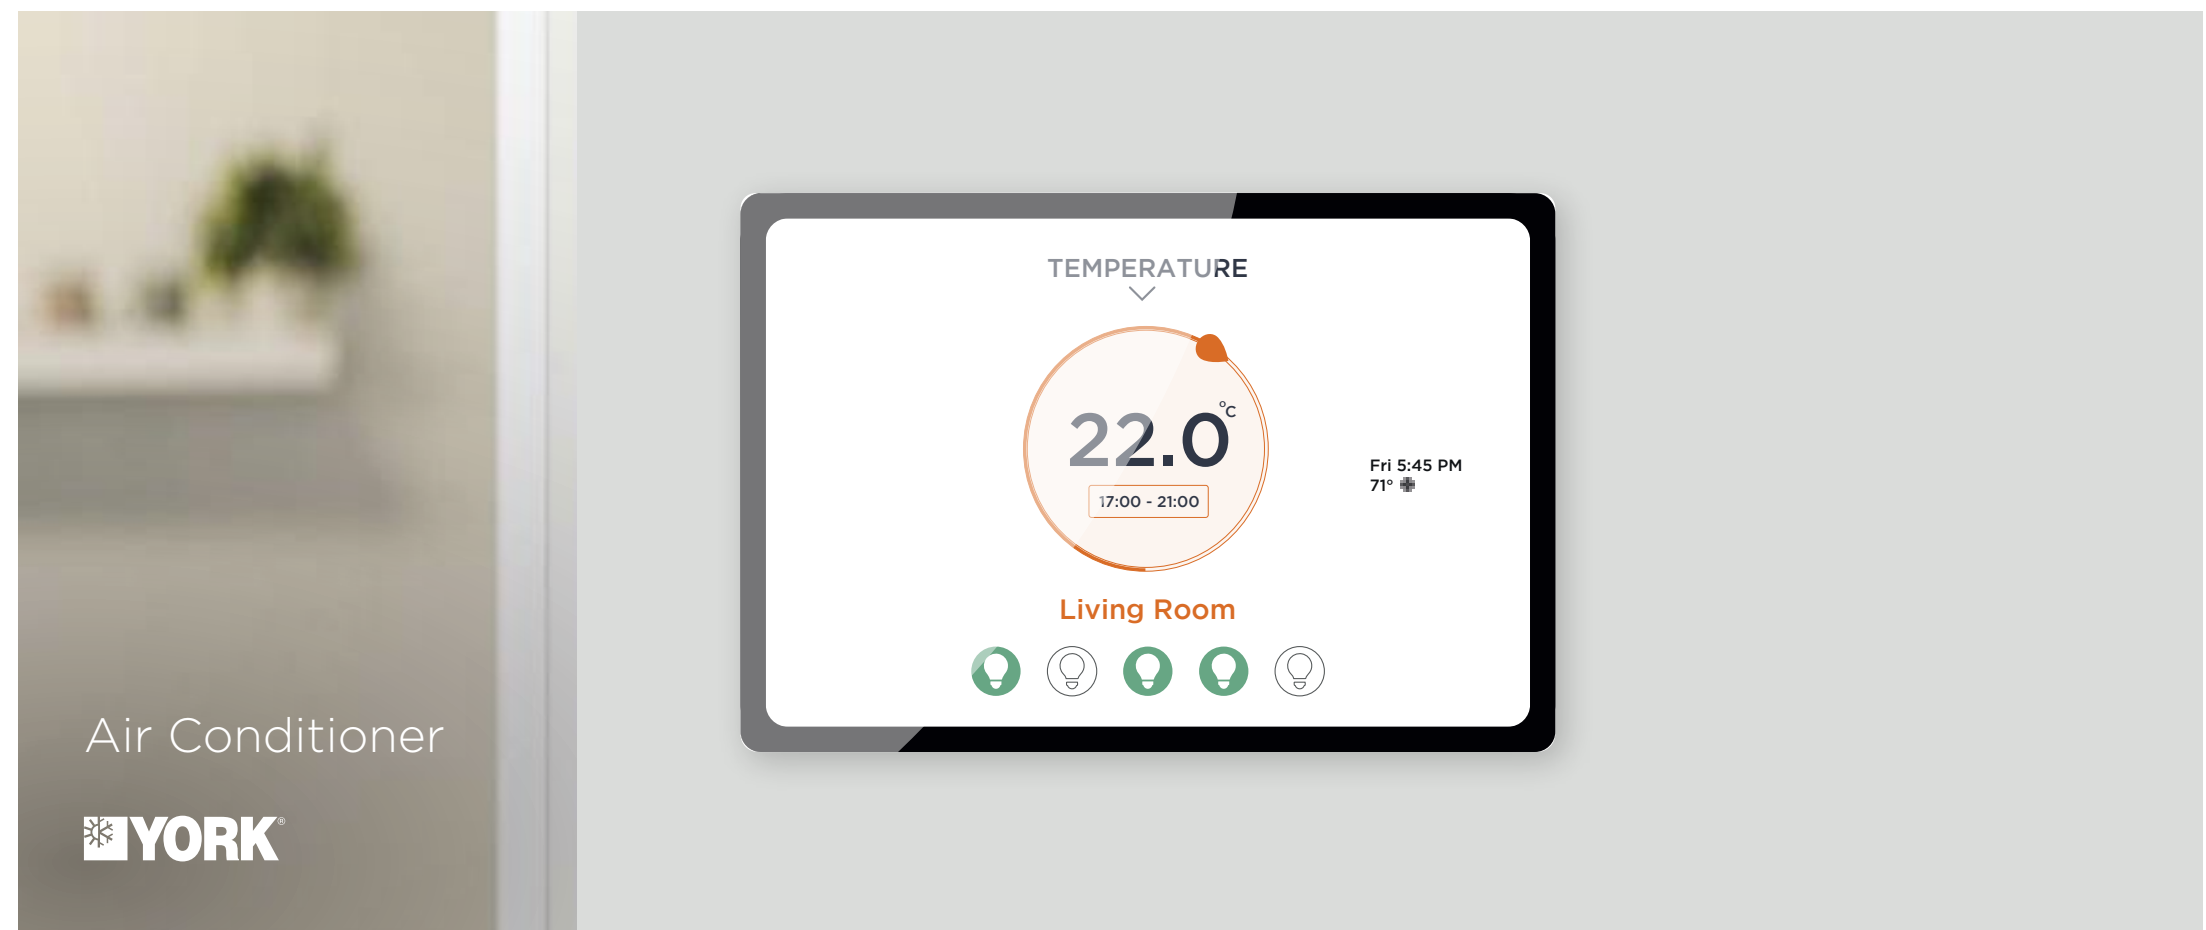 Air Conditioner
YORK®
TEMPERATURE
22.0°C
17:00 - 21:00
Fri 5:45 PM
71°
Living Room